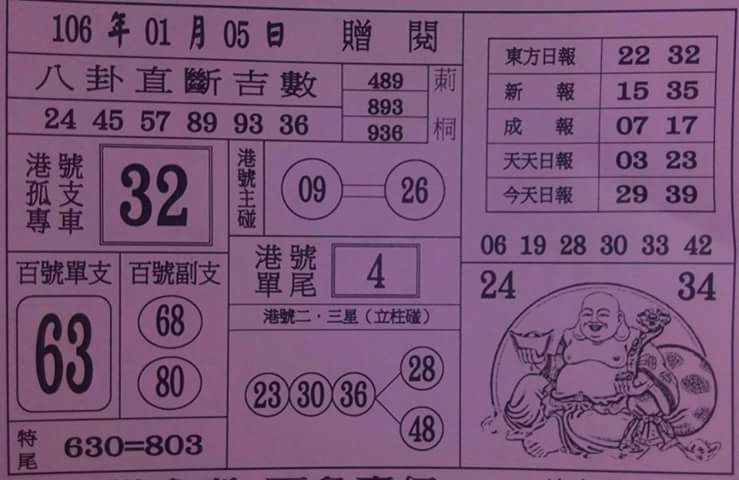 106 年 01 月 05 日 贈 閱
八卦直斷吉數
24 45 57 89 93 36
489
893
936
莿桐
港號孤支專車
32
港號主碰
09 26
港號單尾
4
百號單支
63
百號副支
68
80
港號二·三星(立柱碰)
23 30 36
28
48
特尾 630=803
東方日報 22 32
新報 15 35
成報 07 17
天天日報 03 23
今天日報 29 39
06 19 28 30 33 42
24 34